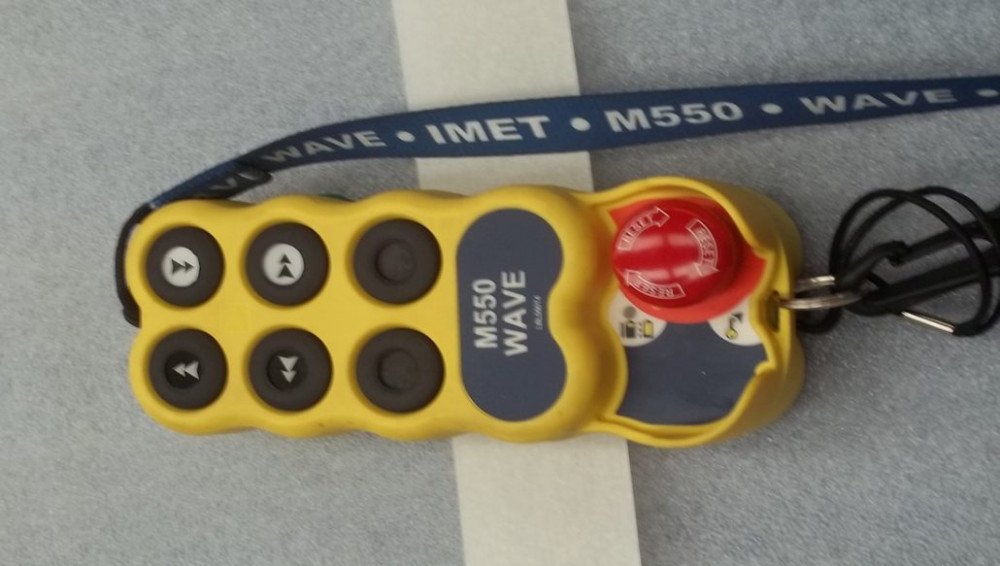 WAVE • IMET • M550 • WAVE •
M550
WAVE
RESET
RESET
RESET